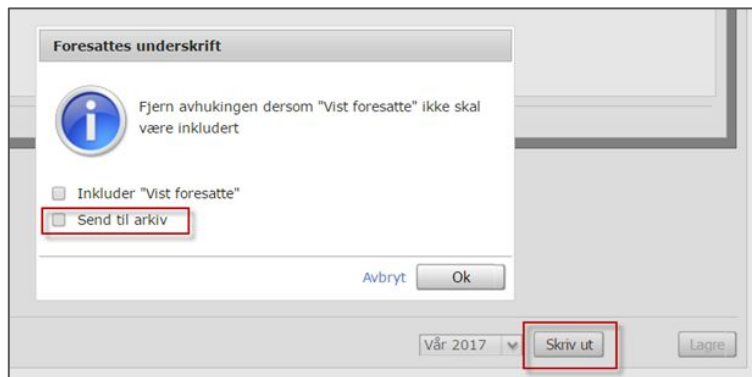 Foresattes underskrift
Fjern avhukingen dersom "Vist foresatte" ikke skal
være inkludert
Inkluder "Vist foresatte"
Send til arkiv
Avbryt Ok
Vår 2017 Skriv ut Lagre